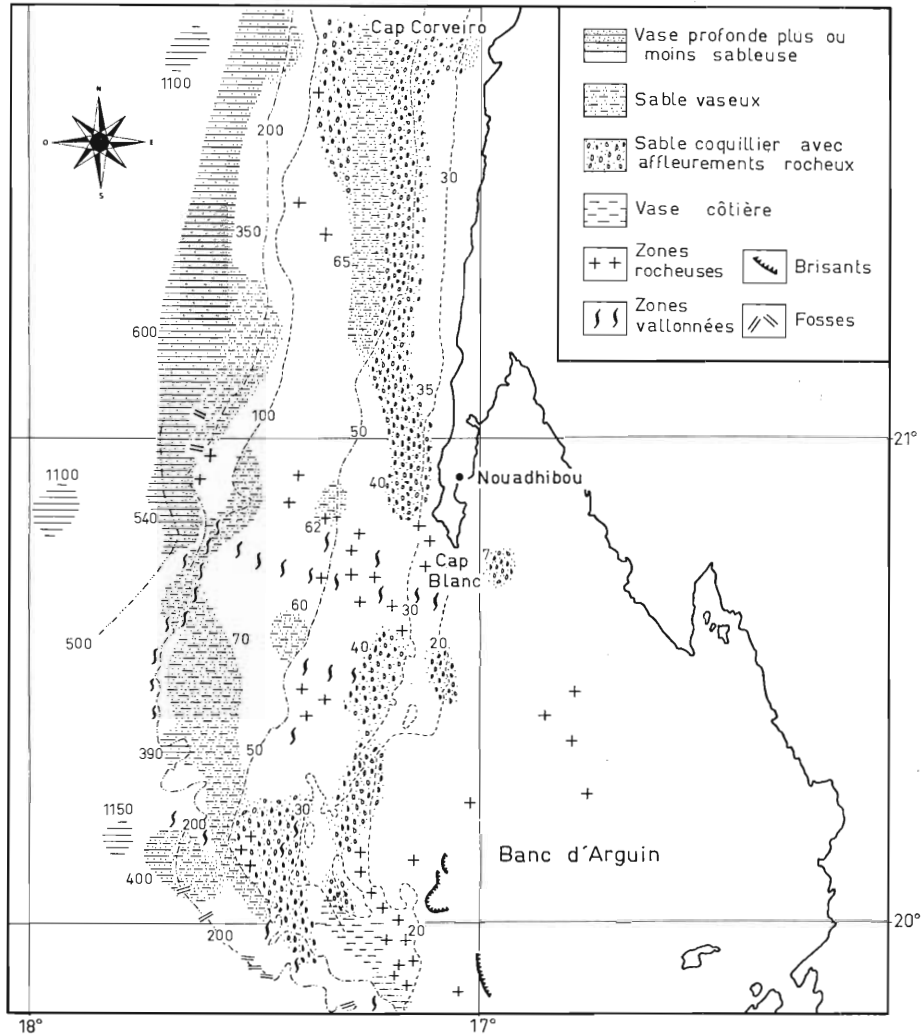 Cap Corveiro
1100
N
O
E
S
200
30
350
65
600
35
100
50
21°
1100
40
Nouadhibou
540
62
7
Cap
Blanc
500
60
30
70
40
20
390
50
1150
200
30
Banc d'Arguin
400
200
20
20°
18°
17°
Vase profonde plus ou
moins sableuse
Sable vaseux
Sable coquillier avec
affleurements rocheux
Vase côtière
Zones
rocheuses
Brisants
Zones
vallonnées
Fosses